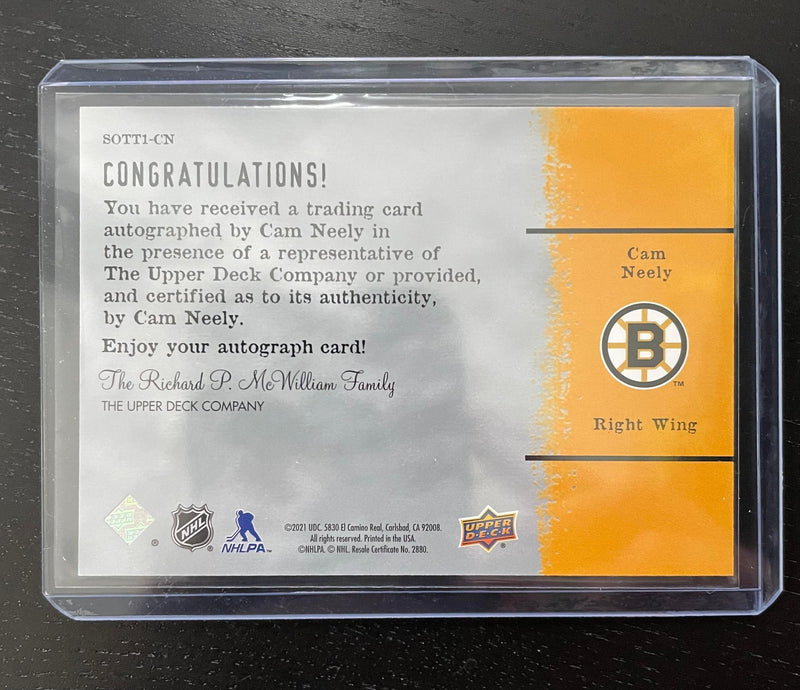 SOTT1-CN
CONGRATULATIONS!
You have received a trading card
autographed by Cam Neely in
the presence of a representative of
The Upper Deck Company or provided,
and certified as to its authenticity,
by Cam Neely.
Enjoy your autograph card!
The Richard P. McWilliam Family
THE UPPER DECK COMPANY
Cam
Neely
B
TM
Right Wing
®
NHL
®
NHLPA
TM
©2021 UDC. 5830 El Camino Real, Carlsbad, CA 92008.
All rights reserved. Printed in the USA.
©NHLPA. © NHL. Resale Certificate No. 2880.
UPPER
D·E·C·K
®